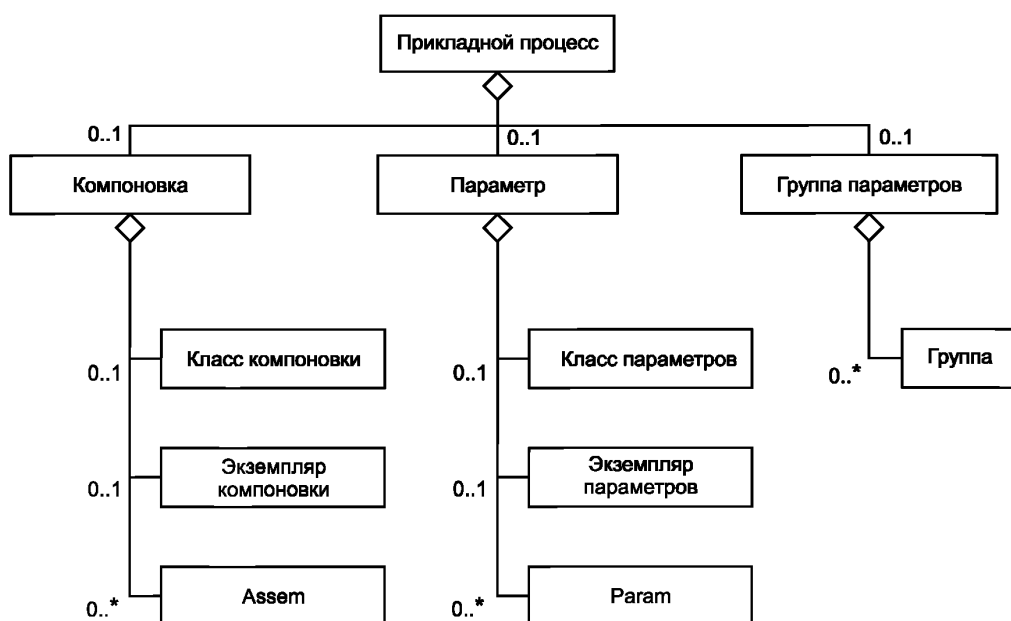 Прикладной процесс
0..1
0..1
0..1
Компоновка
Параметр
Группа параметров
Класс компоновки
Класс параметров
Группа
0..1
0..1
0..*
Экземпляр
компоновки
Экземпляр
параметров
0..1
0..1
Assem
Param
0..*
0..*